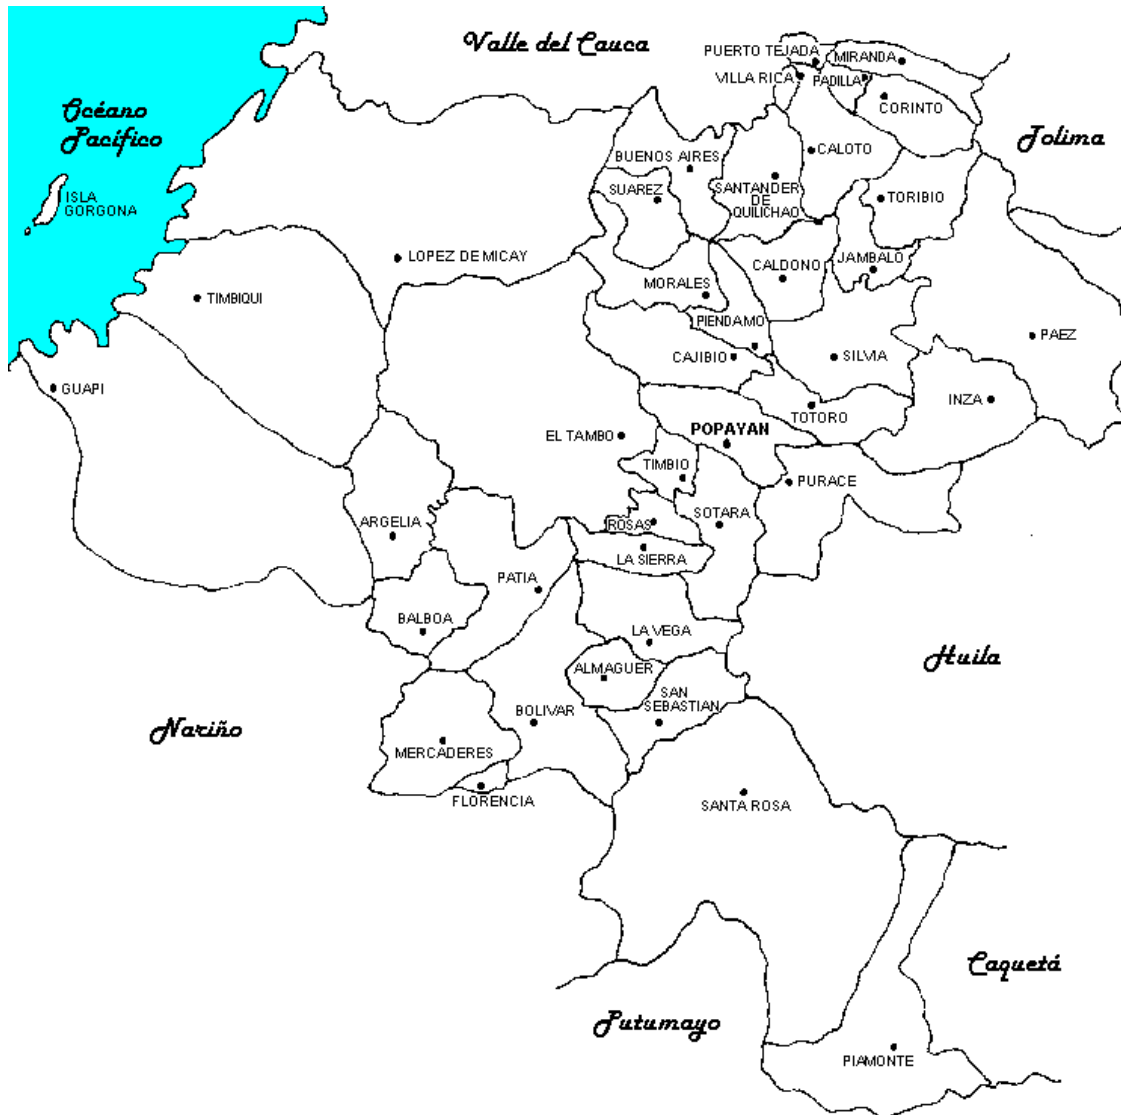 Valle del Cauca
PUERTO TEJADA
MIRANDA
VILLA RICA
PADILLA
CORINTO
Océano
Pacífico
Tolima
BUENOS AIRES
CALOTO
ISLA
GORGONA
SUAREZ
SANTANDER
DE
QUILICHAO
TORIBIO
LOPEZ DE MICAY
CALDONO
JAMBALO
TIMBIQUI
MORALES
PIENDAMO
PAEZ
CAJIBIO
SILVIA
GUAPI
INZA
TOTORO
EL TAMBO
POPAYAN
TIMBIO
PURACE
ARGELIA
ROSAS
SOTARA
LA SIERRA
PATIA
BALBOA
LA VEGA
Huila
ALMAGUER
SAN
SEBASTIAN
Nariño
BOLIVAR
MERCADERES
FLORENCIA
SANTA ROSA
Caquetá
Putumayo
PIAMONTE